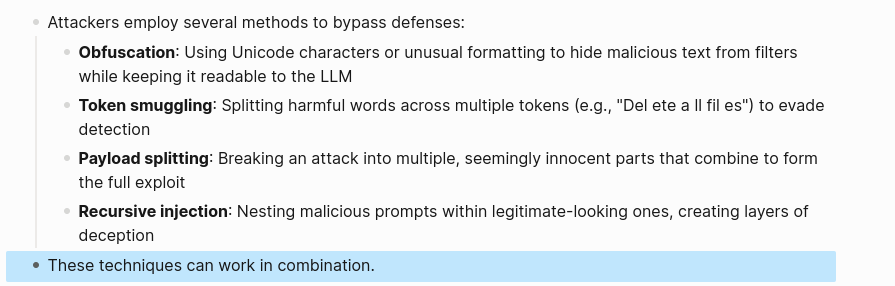 Attackers employ several methods to bypass defenses:
Obfuscation: Using Unicode characters or unusual formatting to hide malicious text from filters
while keeping it readable to the LLM
Token smuggling: Splitting harmful words across multiple tokens (e.g., "Del ete a ll fil es") to evade
detection
Payload splitting: Breaking an attack into multiple, seemingly innocent parts that combine to form
the full exploit
Recursive injection: Nesting malicious prompts within legitimate-looking ones, creating layers of
deception
These techniques can work in combination.